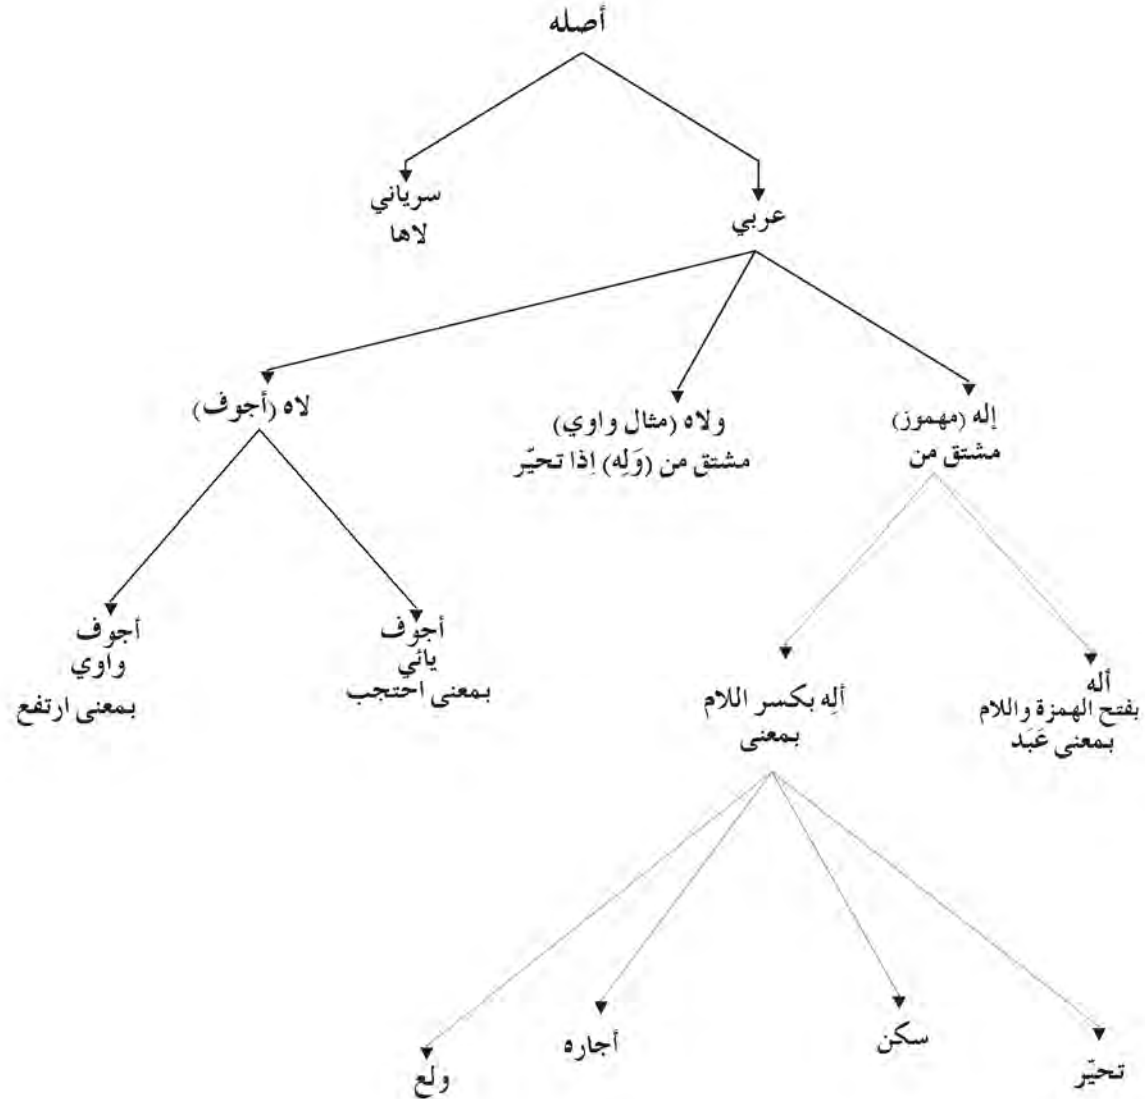 أصله
عربي
سرياني
لاها
إله (مهموز)
مشتق من
ولاه (مثال واوي)
مشتق من (وَلِه) إذا تحيّر
لاه (أجوف)
أله
بفتح الهمزة واللام
بمعنى عَبَد
ألِه بكسر اللام
بمعنى
أجوف
يائي
بمعنى احتجب
أجوف
واوي
بمعنى ارتفع
تحيّر
سكن
أجاره
ولع